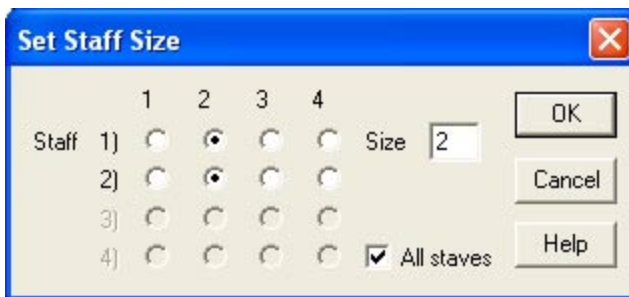 Set Staff Size
1 2 3 4
Staff 1) Size 2
2)
3)
4) All staves
OK
Cancel
Help